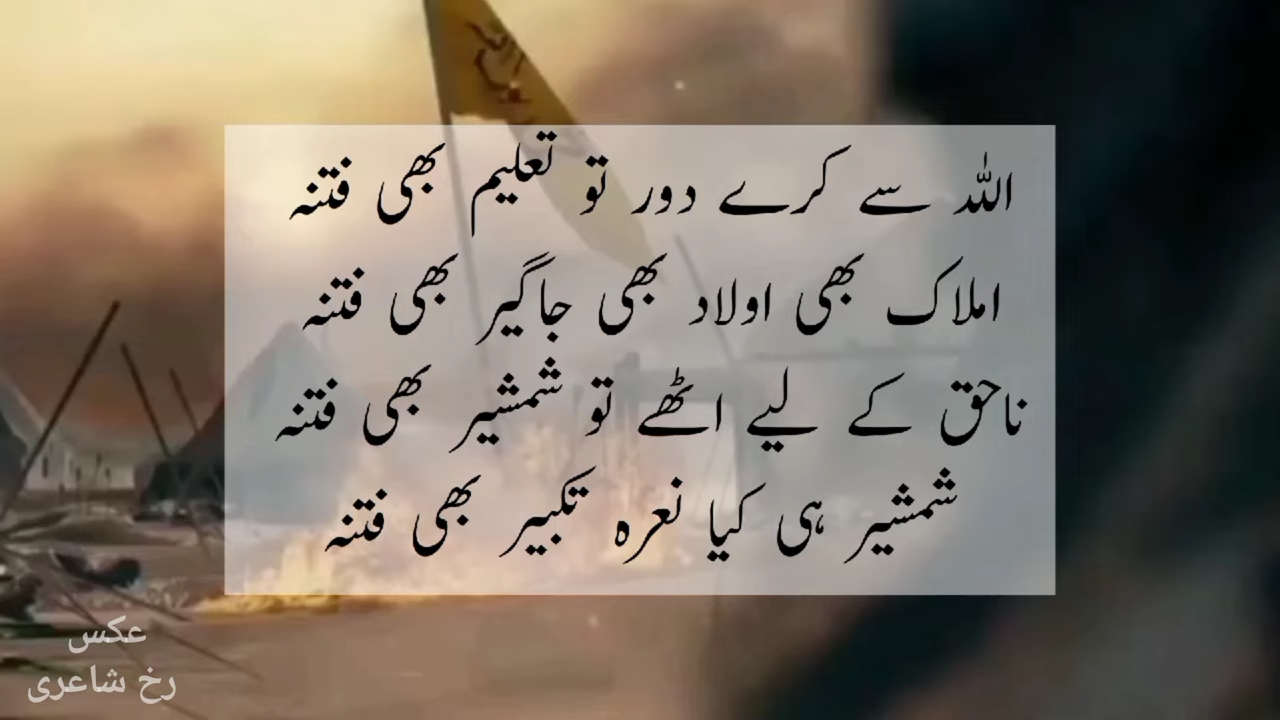 اللہ سے کرے دور تو تعلیم بھی فتنہ
املاک بھی اولاد بھی جاگیر بھی فتنہ
ناحق کے لیے اٹھے تو شمشیر بھی فتنہ
شمشیر ہی کیا نعرہ تکبیر بھی فتنہ
عکس
رخ شاعری